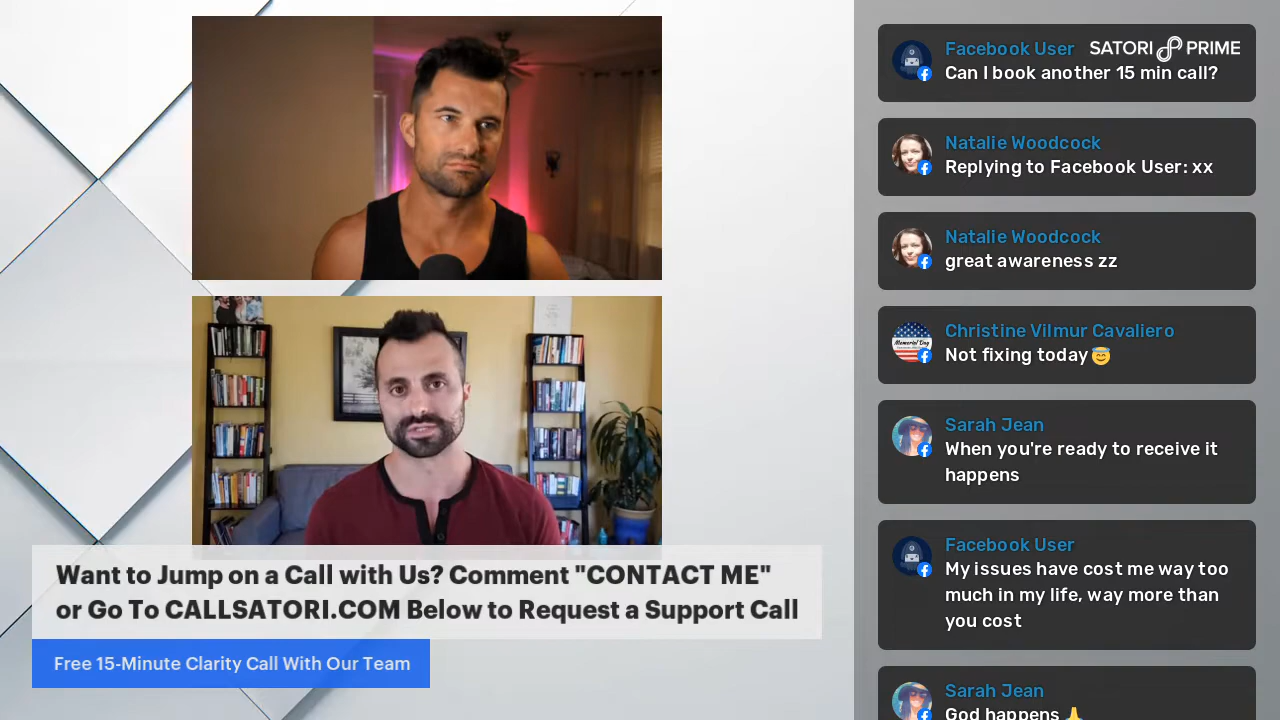 Want to Jump on a Call with Us? Comment "CONTACT ME"
or Go To CALLSATORI.COM Below to Request a Support Call
Free 15-Minute Clarity Call With Our Team
SATORI PRIME
Facebook User
Can I book another 15 min call?
Natalie Woodcock
Replying to Facebook User: xx
Natalie Woodcock
great awareness zz
Christine Vilmur Cavaliero
Not fixing today 😇
Sarah Jean
When you're ready to receive it
happens
Facebook User
My issues have cost me way too
much in my life, way more than
you cost
Sarah Jean
God happens 🙏